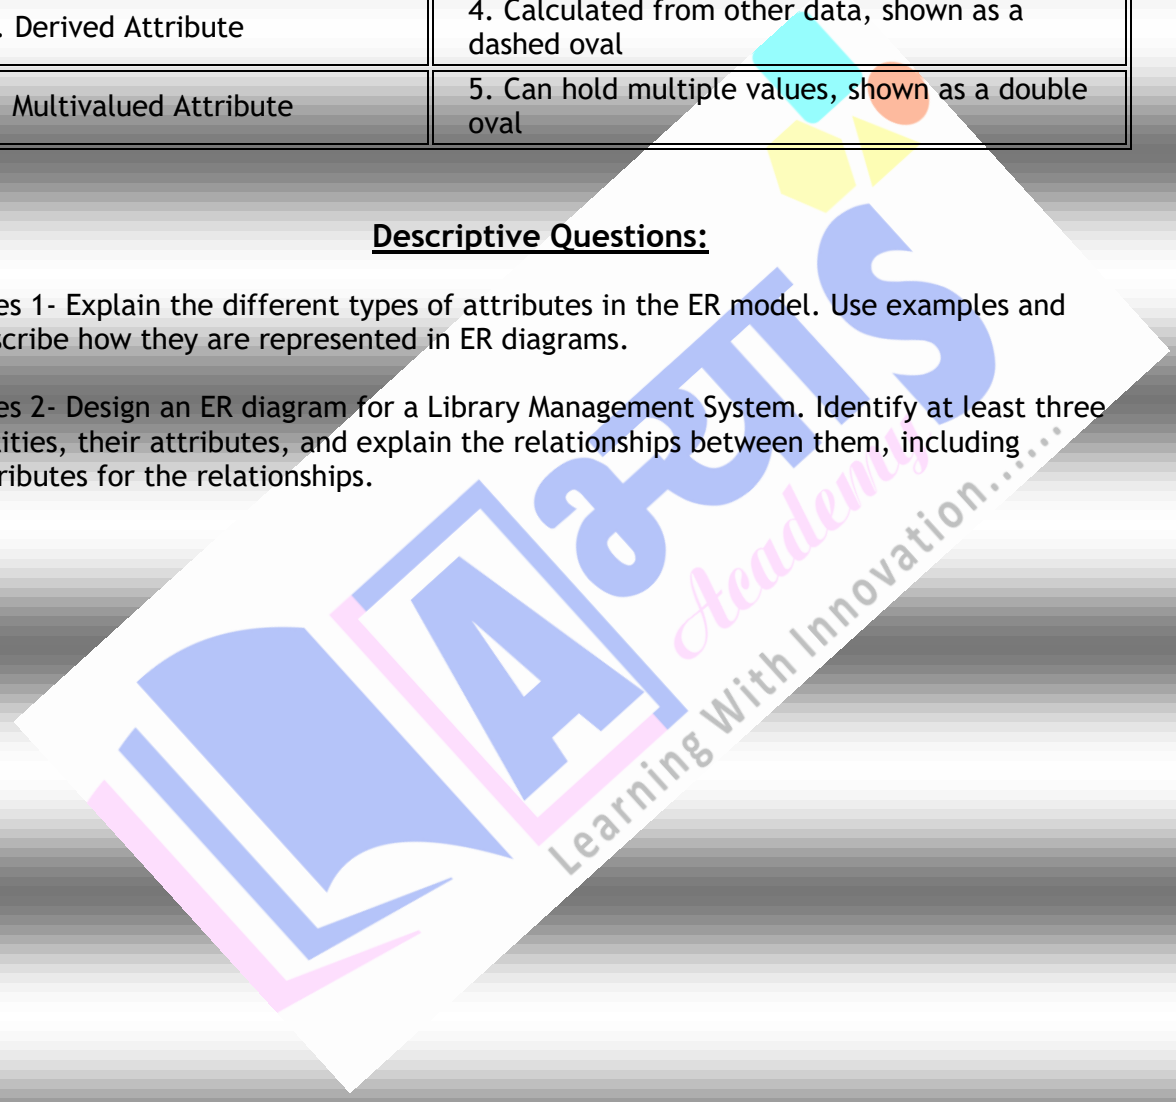 . Derived Attribute
4. Calculated from other data, shown as a
dashed oval
Multivalued Attribute
5. Can hold multiple values, shown as a double
oval
Descriptive Questions:
es 1- Explain the different types of attributes in the ER model. Use examples and
scribe how they are represented in ER diagrams.
es 2- Design an ER diagram for a Library Management System. Identify at least three
ities, their attributes, and explain the relationships between them, including
ributes for the relationships.
A
Academy
Learning With Innovation......